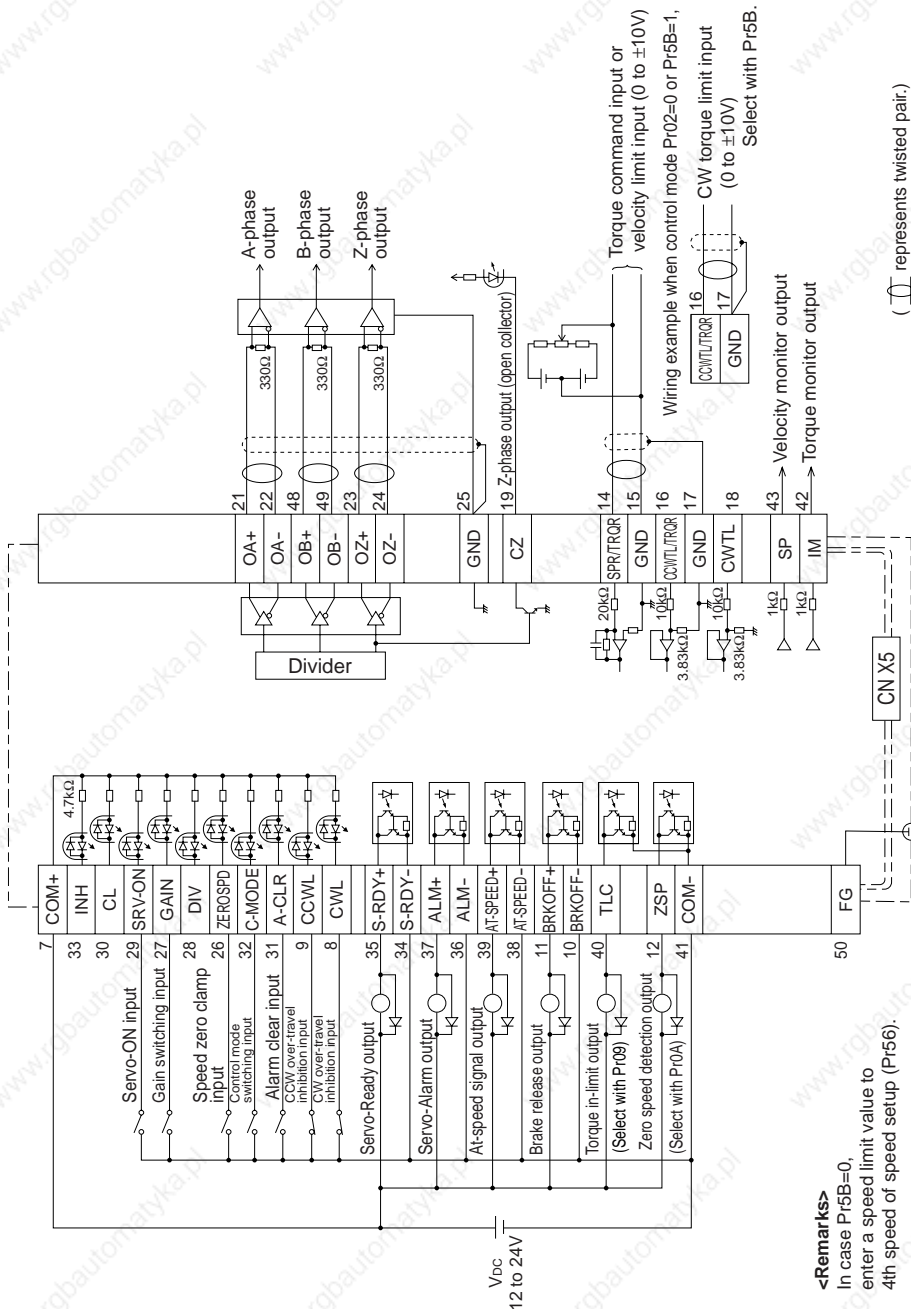 COM+
INH
CL
SRV-ON
GAIN
DIV
ZEROSPD
C-MODE
A-CLR
CCWL
CWL
S-RDY+
S-RDY-
ALM+
ALM-
AT-SPEED+
AT-SPEED-
BRKOFF+
BRKOFF-
TLC
ZSP
COM-
FG
7
33
30
29
27
28
26
32
31
9
8
35
34
37
36
39
38
11
10
40
12
41
50
4.7kΩ
Servo-ON input
Gain switching input
Speed zero clamp
input
Control mode
switching input
Alarm clear input
CCW over-travel
inhibition input
CW over-travel
inhibition input
Servo-Ready output
Servo-Alarm output
At-speed signal output
Brake release output
Torque in-limit output
(Select with Pr09)
Zero speed detection output
(Select with Pr0A)
VDC
12 to 24V
<Remarks>
In case Pr5B=0,
enter a speed limit value to
4th speed of speed setup (Pr56).
Divider
OA+
OA-
OB+
OB-
OZ+
OZ-
GND
CZ
SPR/TRQR
GND
CCWTL/TRQR
GND
CWTL
SP
IM
21
22
48
49
23
24
25
19
14
15
16
17
18
43
42
330Ω
330Ω
330Ω
A-phase
output
B-phase
output
Z-phase
output
Z-phase output (open collector)
20kΩ
10kΩ
3.83kΩ
10kΩ
3.83kΩ
1kΩ
1kΩ
Torque command input or
velocity limit input (0 to ±10V)
Wiring example when control mode Pr02=0 or Pr5B=1,
CCWTL/TRQR
GND
16
17
CW torque limit input
(0 to ±10V)
Select with Pr5B.
Velocity monitor output
Torque monitor output
CN X5
( represents twisted pair.)
www.rgbautomatyka.pl